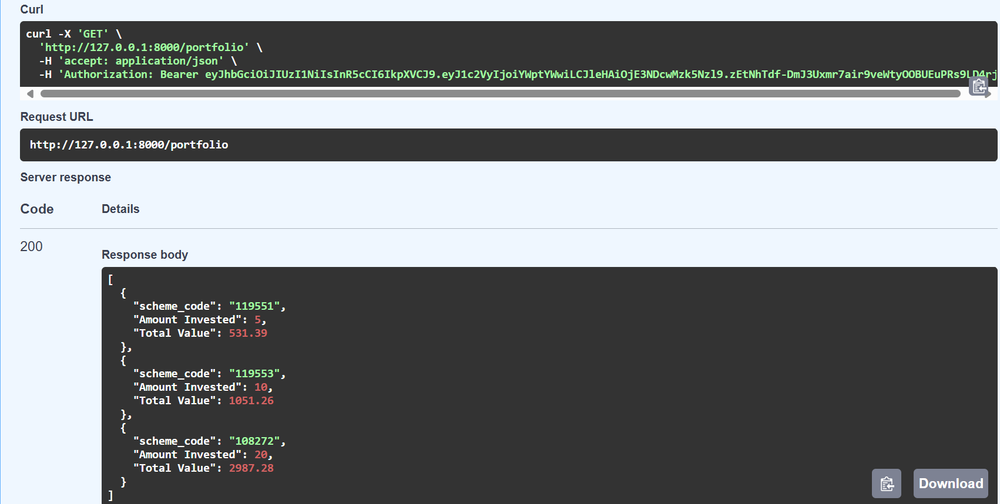 Curl
curl -X 'GET' \
'http://127.0.0.1:8000/portfolio' \
-H 'accept: application/json' \
-H 'Authorization: Bearer eyJhbGciOiJIUzI1NiIsInR5cCI6IkpXVCJ9.eyJ1c2VyIjoiYWptYWwiLCJleHAiOjE3NDcwMzk5Nzl9.zEtNhTdf-DmJ3Uxmr7air9veWtyOOBUEuPRs9LD4rj
Request URL
http://127.0.0.1:8000/portfolio
Server response
Code Details
200
Response body
[
{
"scheme_code": "119551",
"Amount Invested": 5,
"Total Value": 531.39
},
{
"scheme_code": "119553",
"Amount Invested": 10,
"Total Value": 1051.26
},
{
"scheme_code": "108272",
"Amount Invested": 20,
"Total Value": 2987.28
}
]
Download